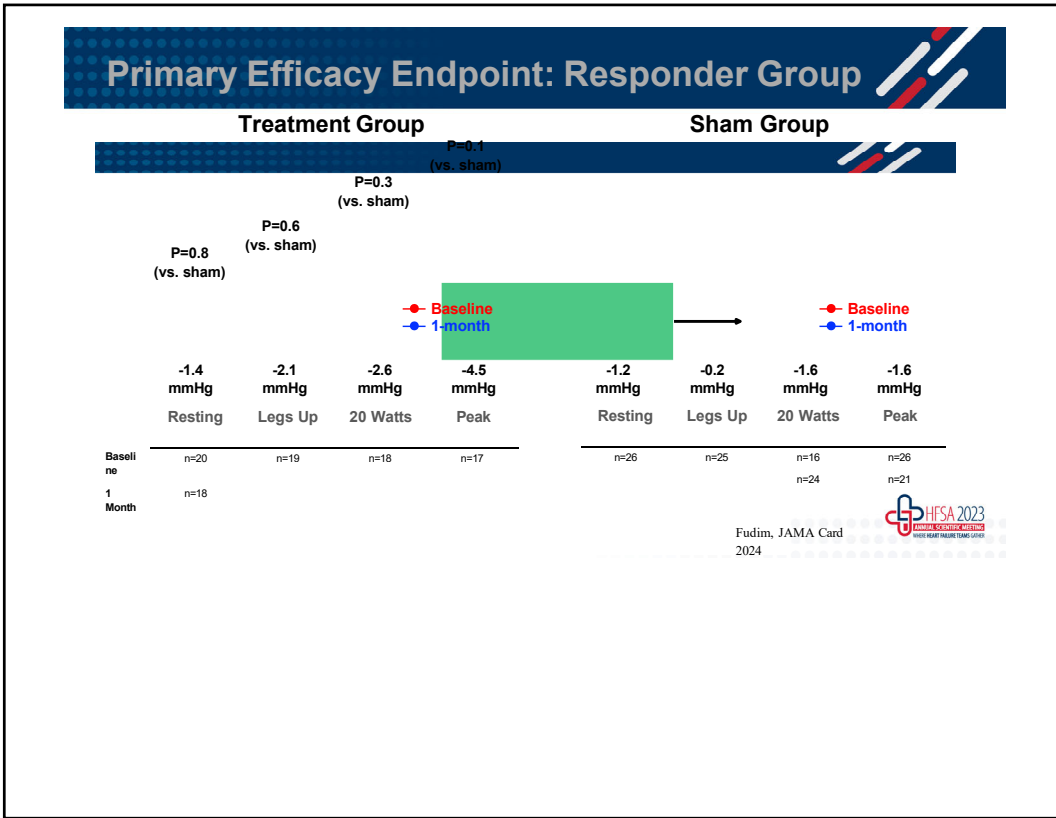 Primary Efficacy Endpoint: Responder Group
Treatment Group
Sham Group
P=0.1
(vs. sham)
P=0.3
(vs. sham)
P=0.6
(vs. sham)
P=0.8
(vs. sham)
Baseline
1-month
Baseline
1-month
-1.4 -2.1 -2.6 -4.5 -1.2 -0.2 -1.6 -1.6
mmHg mmHg mmHg mmHg mmHg mmHg mmHg mmHg
Resting Legs Up 20 Watts Peak Resting Legs Up 20 Watts Peak
Baseli
ne
n=20 n=19 n=18 n=17 n=26 n=25 n=16 n=26
1
Month
n=18 n=24 n=21
HFSA 2023
ANNUAL SCIENTIFIC MEETING
WHERE HEART FAILURE TEAMS GATHER
Fudim, JAMA Card
2024